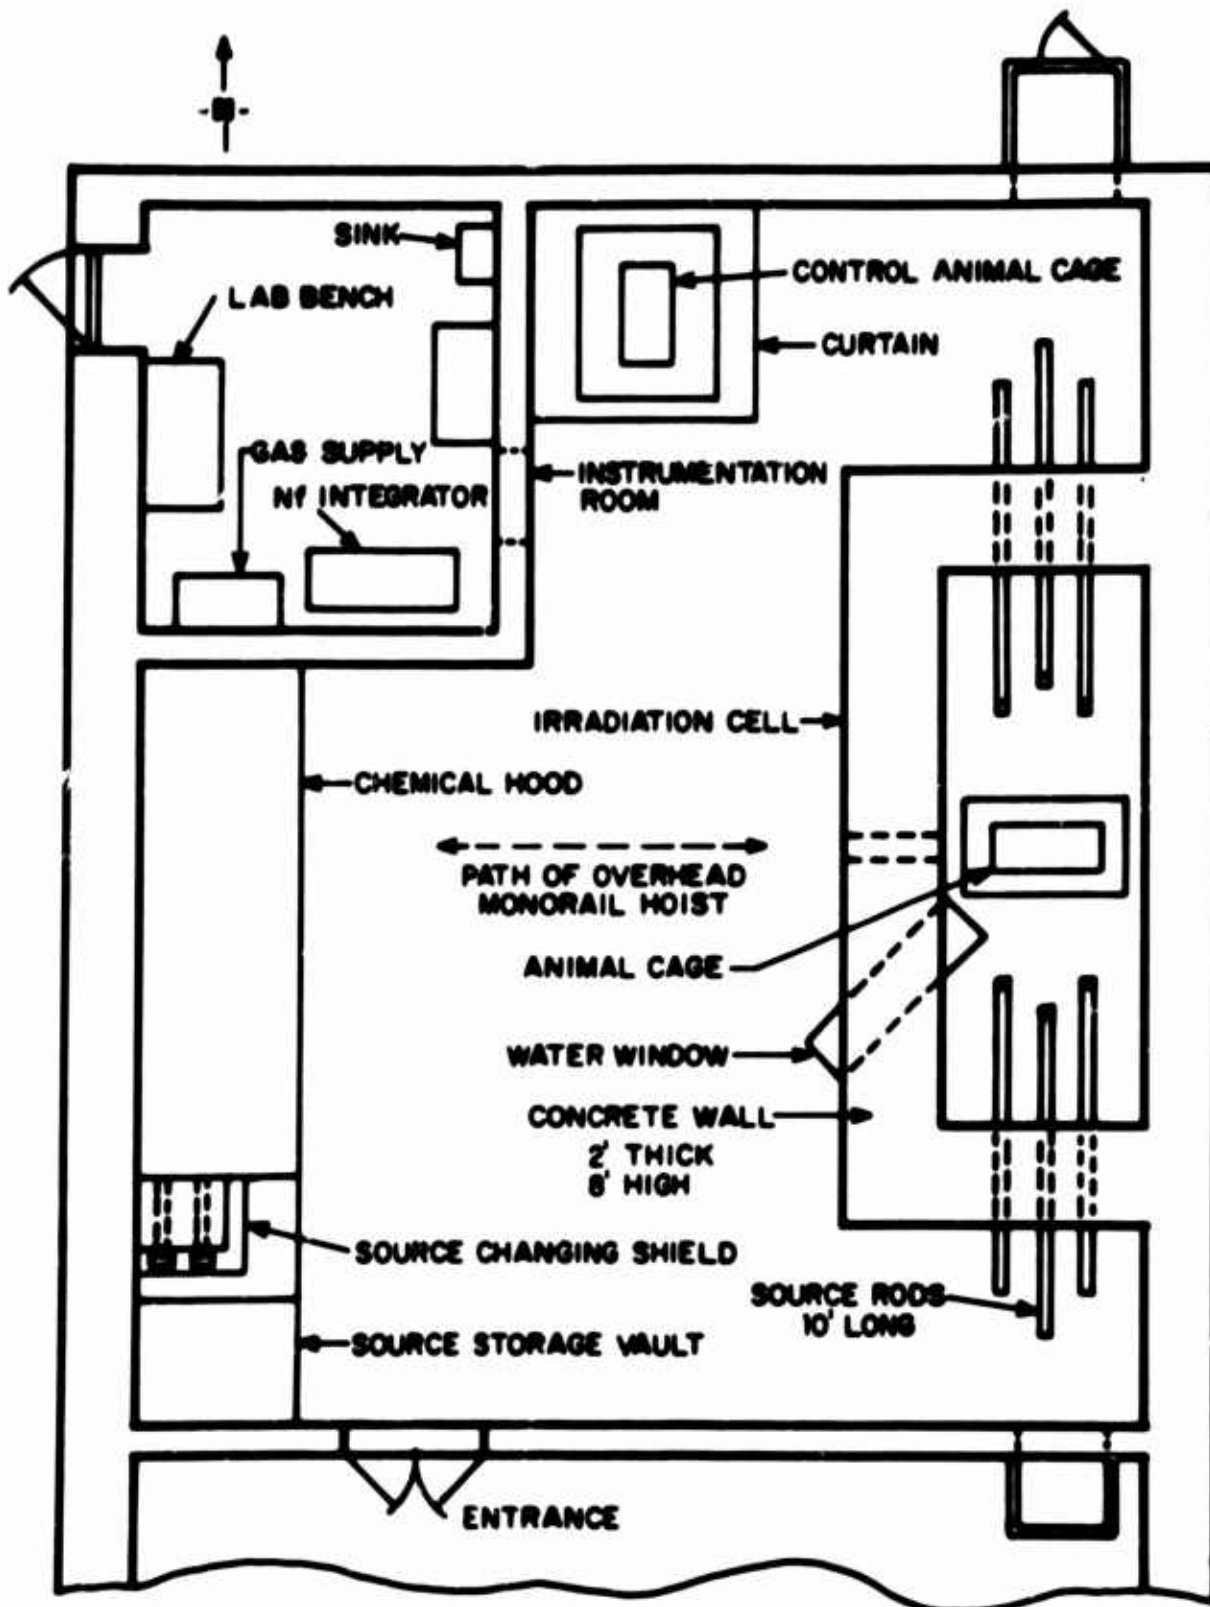 SINK
CONTROL ANIMAL CAGE
LAB BENCH
CURTAIN
GAS SUPPLY
INSTRUMENTATION
ROOM
Nf INTEGRATOR
IRRADIATION CELL
CHEMICAL HOOD
PATH OF OVERHEAD
MONORAIL HOIST
ANIMAL CAGE
WATER WINDOW
CONCRETE WALL
2' THICK
8' HIGH
SOURCE CHANGING SHIELD
SOURCE RODS
10' LONG
SOURCE STORAGE VAULT
ENTRANCE